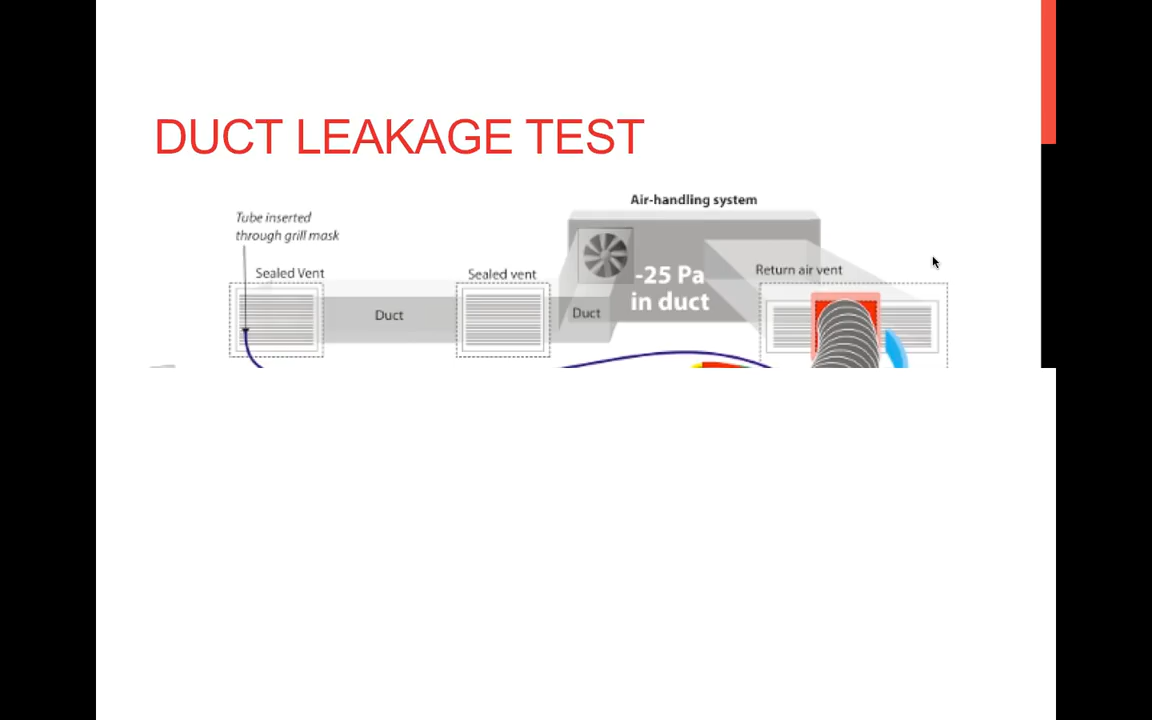 DUCT LEAKAGE TEST
Air-handling system
Tube inserted
through grill mask
Sealed Vent
Sealed vent
Return air vent
-25 Pa
in duct
Duct
Duct